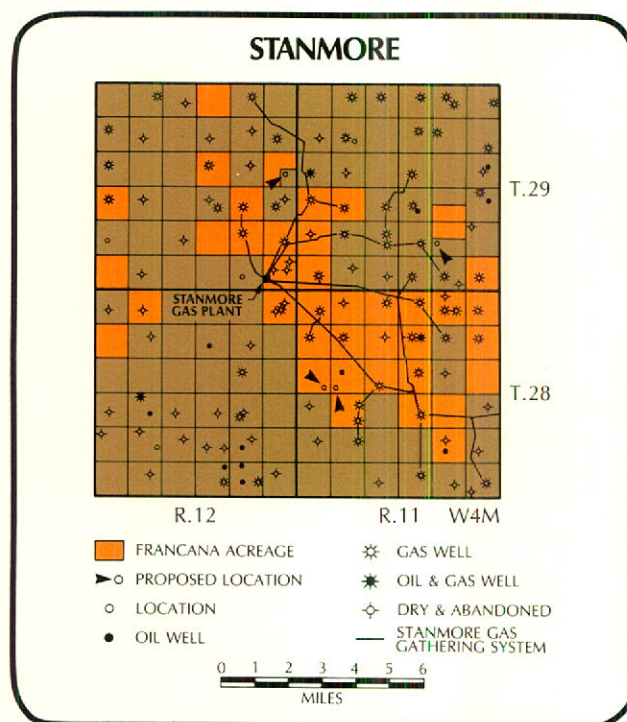 STANMORE
T.29
STANMORE
GAS PLANT
T.28
R.12 R.11 W4M
FRANCANA ACREAGE
GAS WELL
PROPOSED LOCATION
OIL & GAS WELL
LOCATION
DRY & ABANDONED
OIL WELL
STANMORE GAS
GATHERING SYSTEM
0 1 2 3 4 5 6
MILES